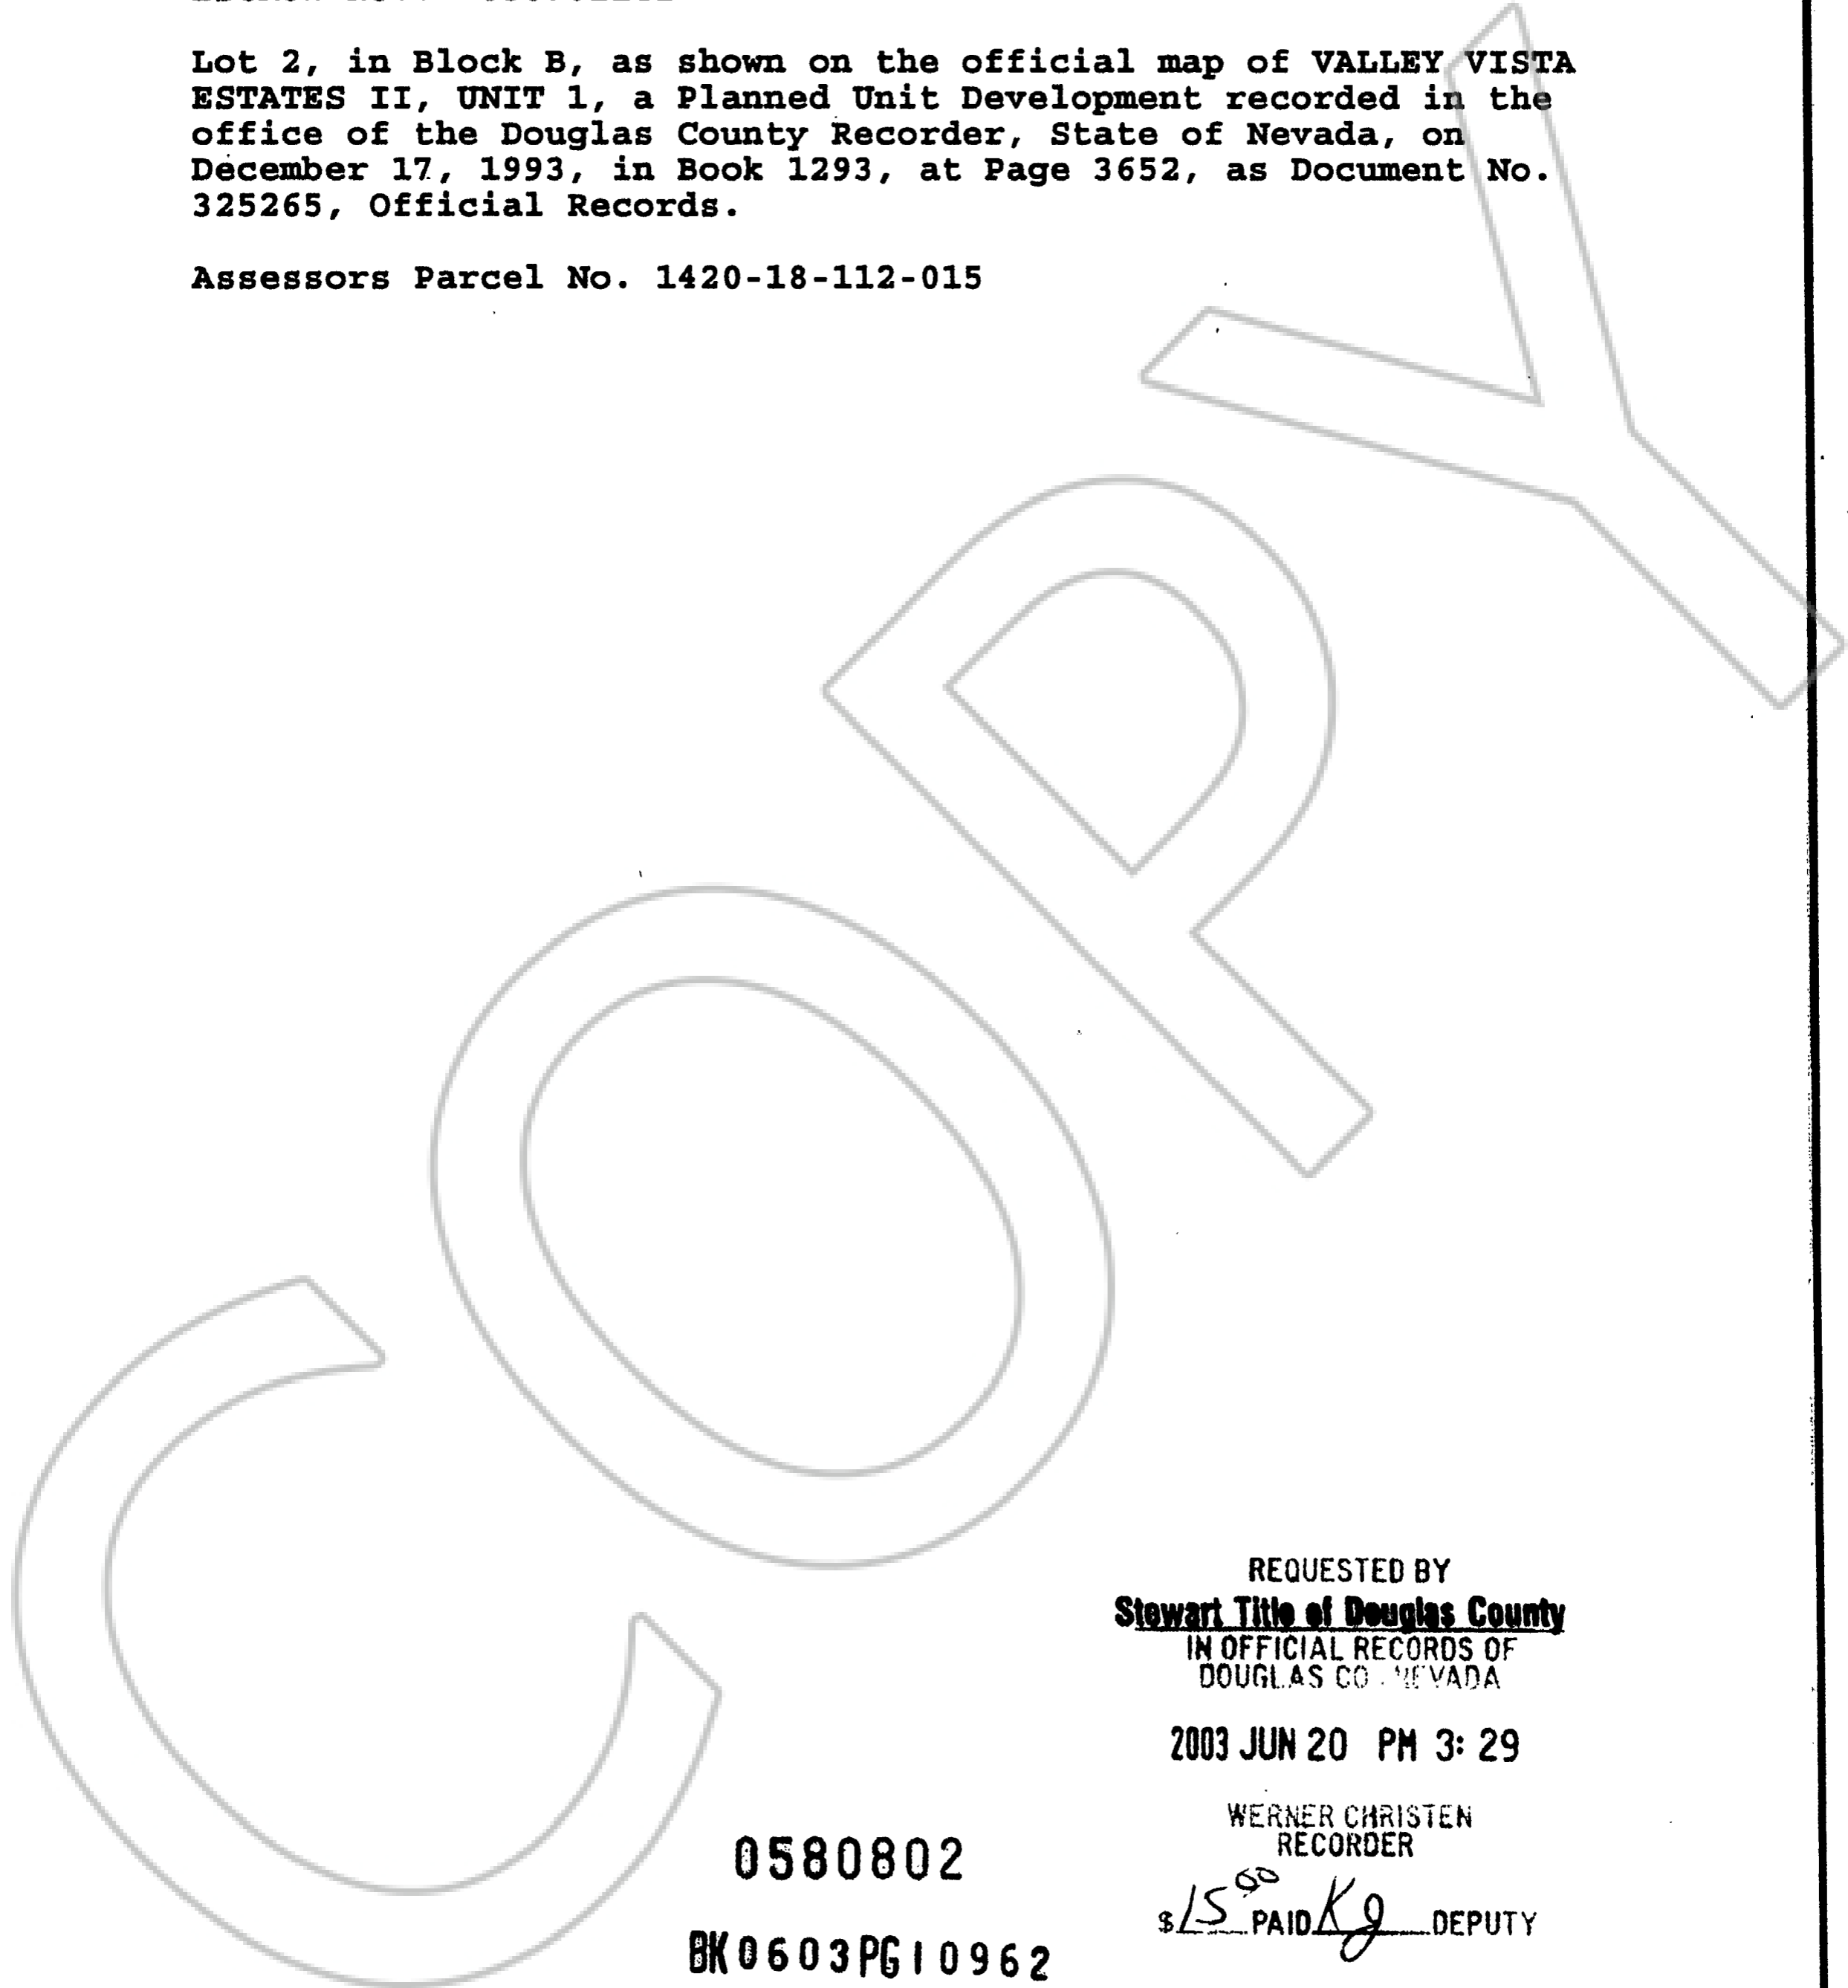 Lot 2, in Block B, as shown on the official map of VALLEY VISTA
ESTATES II, UNIT 1, a Planned Unit Development recorded in the
office of the Douglas County Recorder, State of Nevada, on
December 17, 1993, in Book 1293, at Page 3652, as Document No.
325265, Official Records.
Assessors Parcel No. 1420-18-112-015
COPY
REQUESTED BY
Stewart Title of Douglas County
IN OFFICIAL RECORDS OF
DOUGLAS CO. NEVADA
2003 JUN 20 PM 3: 29
WERNER CHRISTEN
RECORDER
$15 00 PAID Kg DEPUTY
0580802
BK0603PG10962